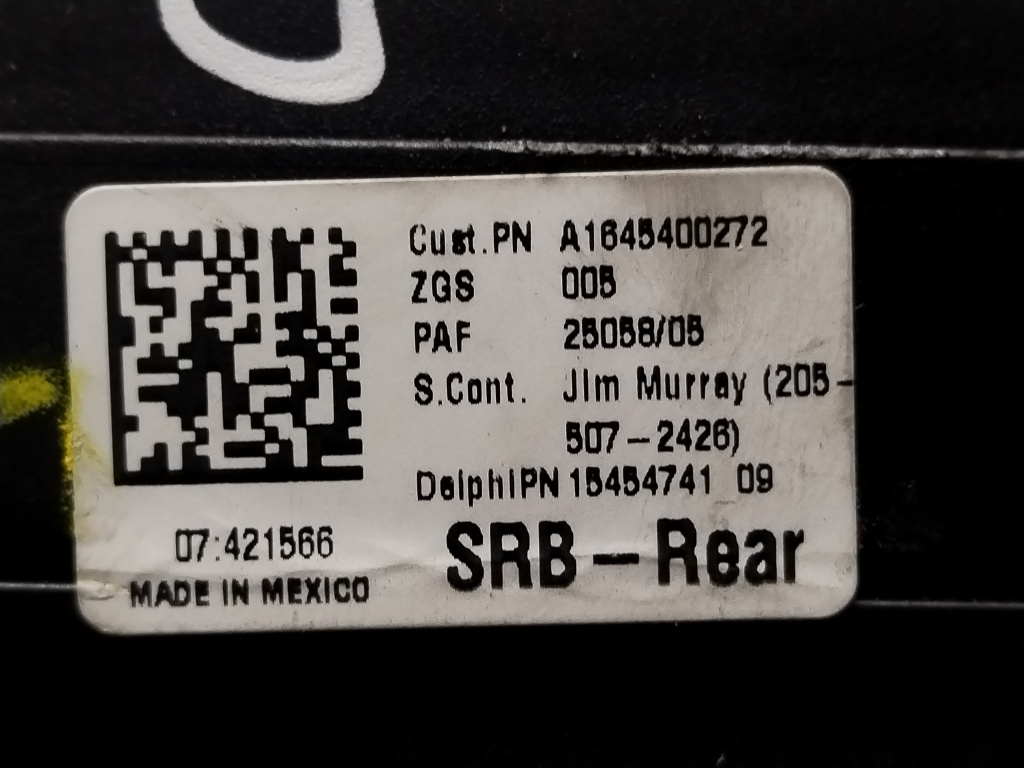 Cust.PN A1645400272
ZGS 005
PAF 25058/05
S.Cont. Jim Murray (205-
507-2426)
DelphiPN 15454741 09
07:421566
MADE IN MEXICO
SRB-Rear